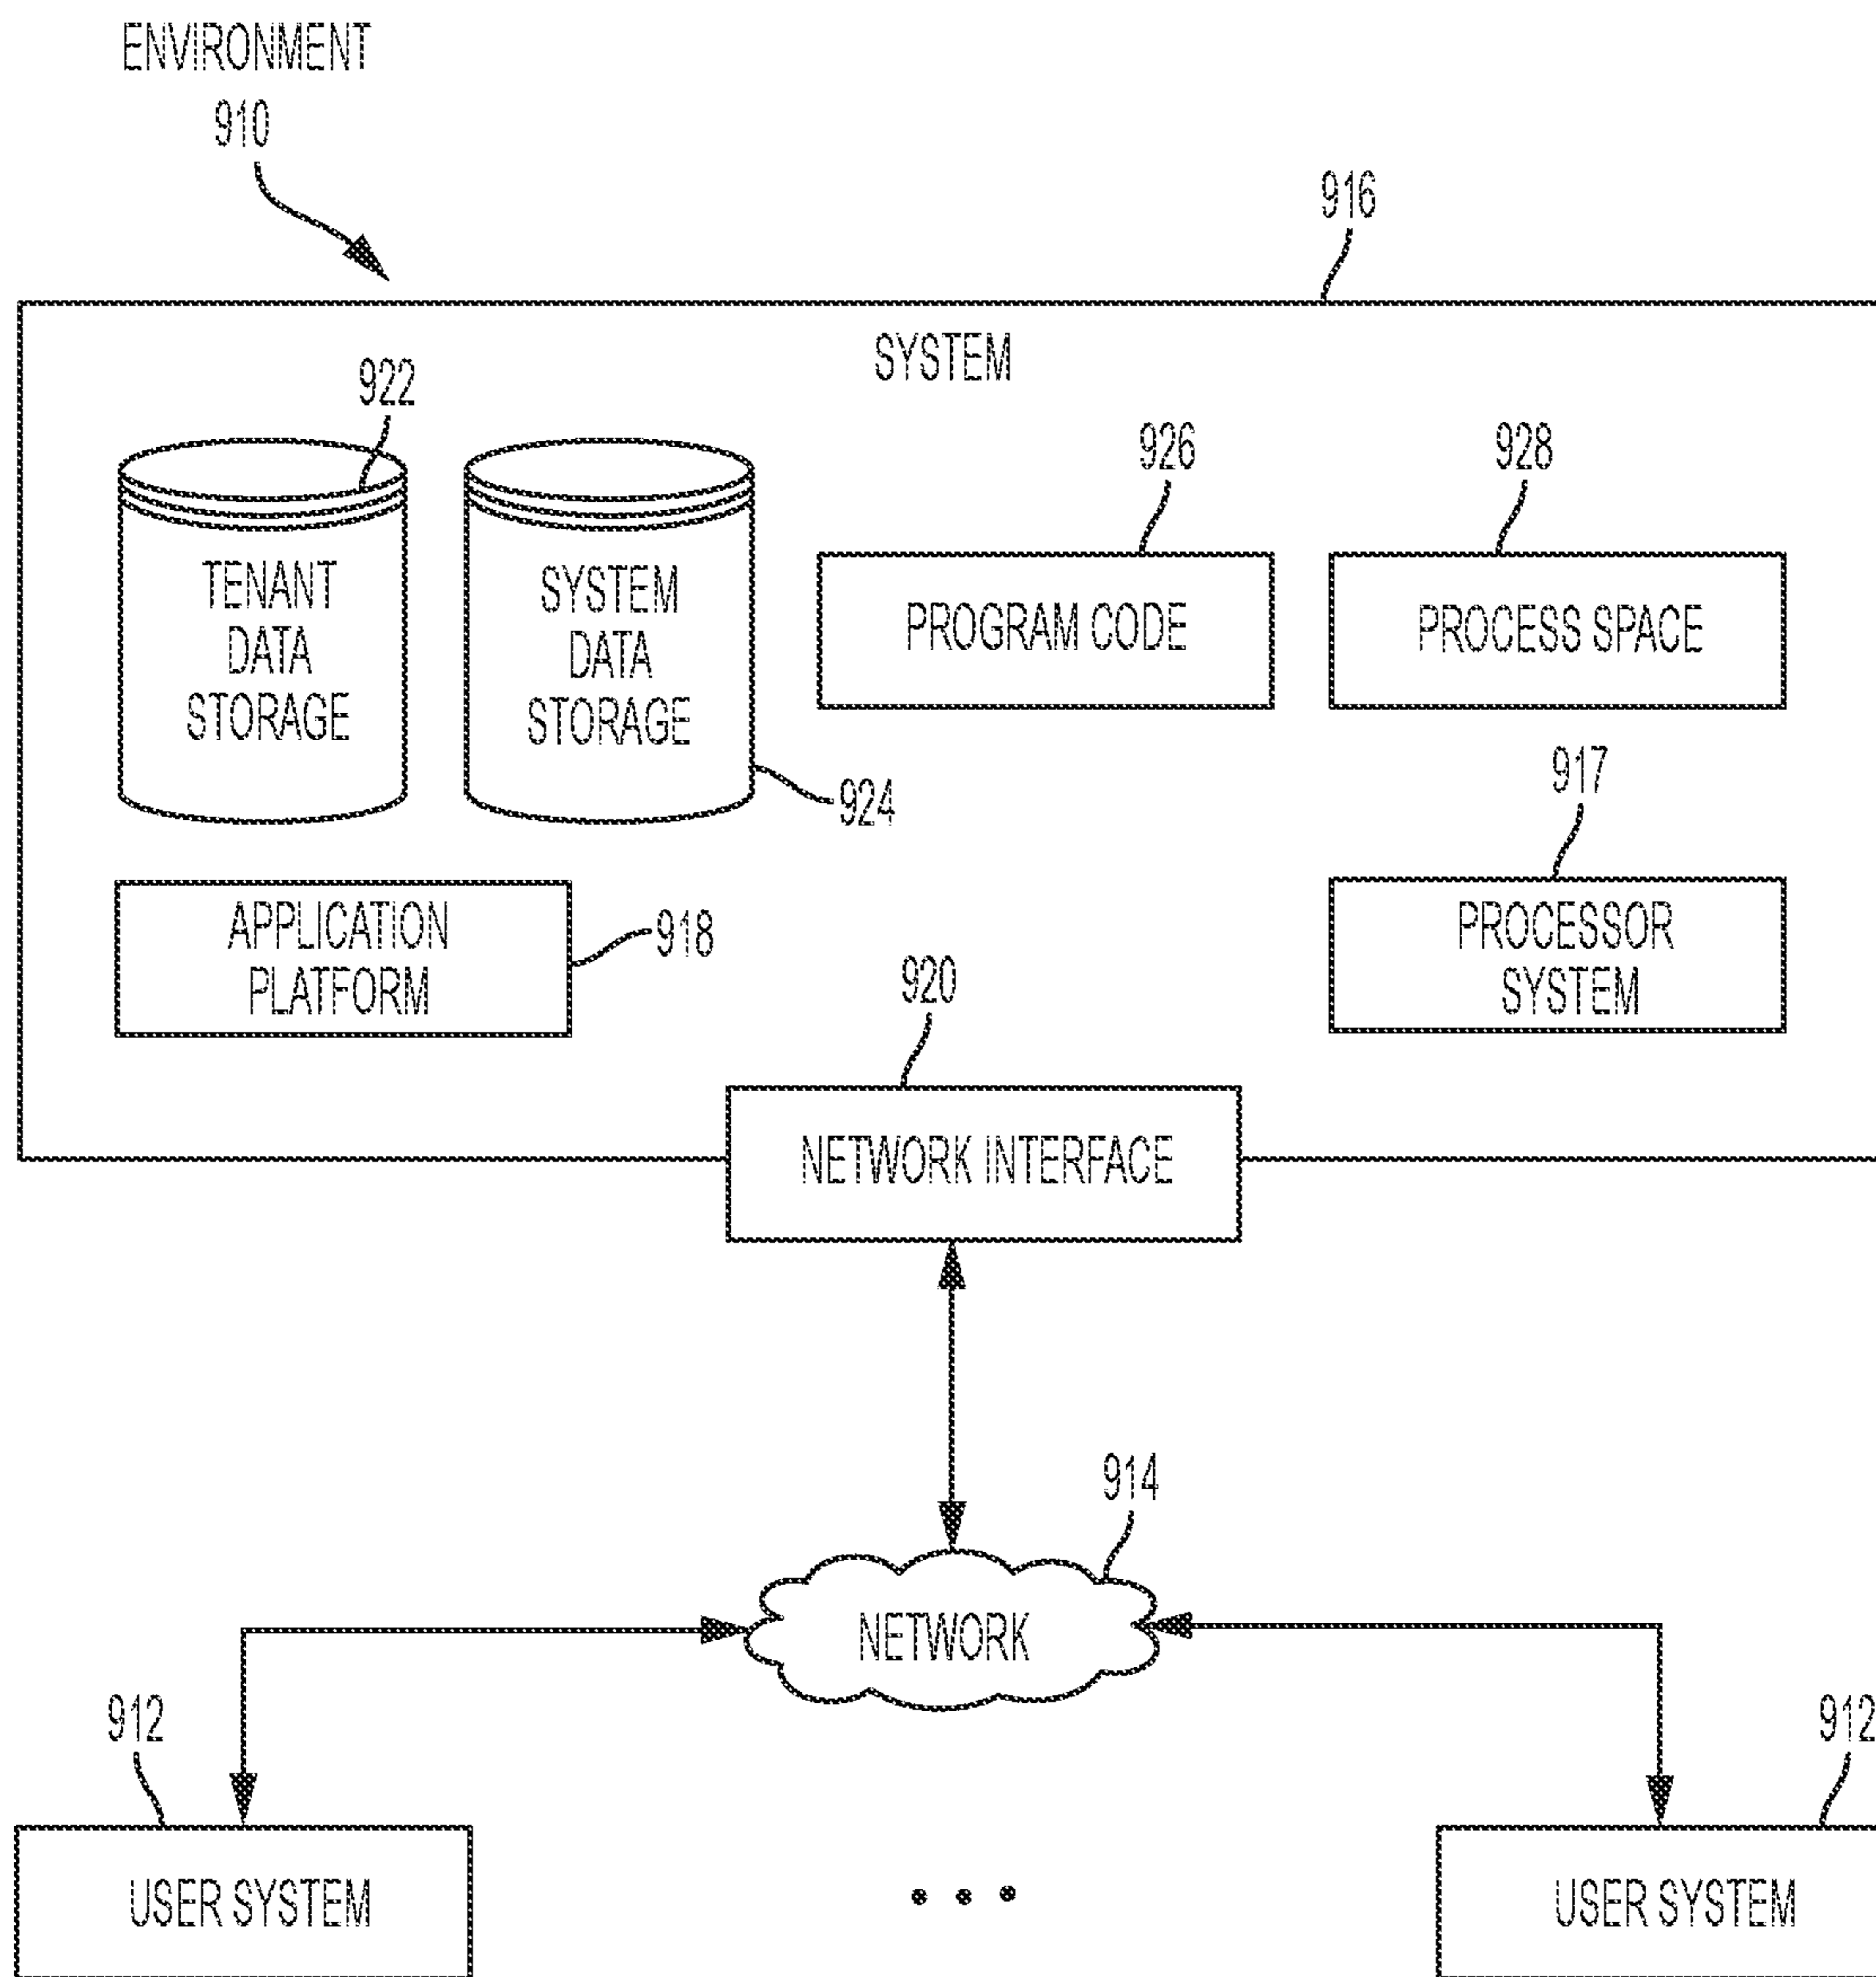 ENVIRONMENT
910
916
SYSTEM
922
926
928
TENANT
DATA
STORAGE
SYSTEM
DATA
STORAGE
924
PROGRAM CODE
PROCESS SPACE
917
APPLICATION
PLATFORM
918
PROCESSOR
SYSTEM
920
NETWORK INTERFACE
914
NETWORK
912
912
USER SYSTEM
USER SYSTEM